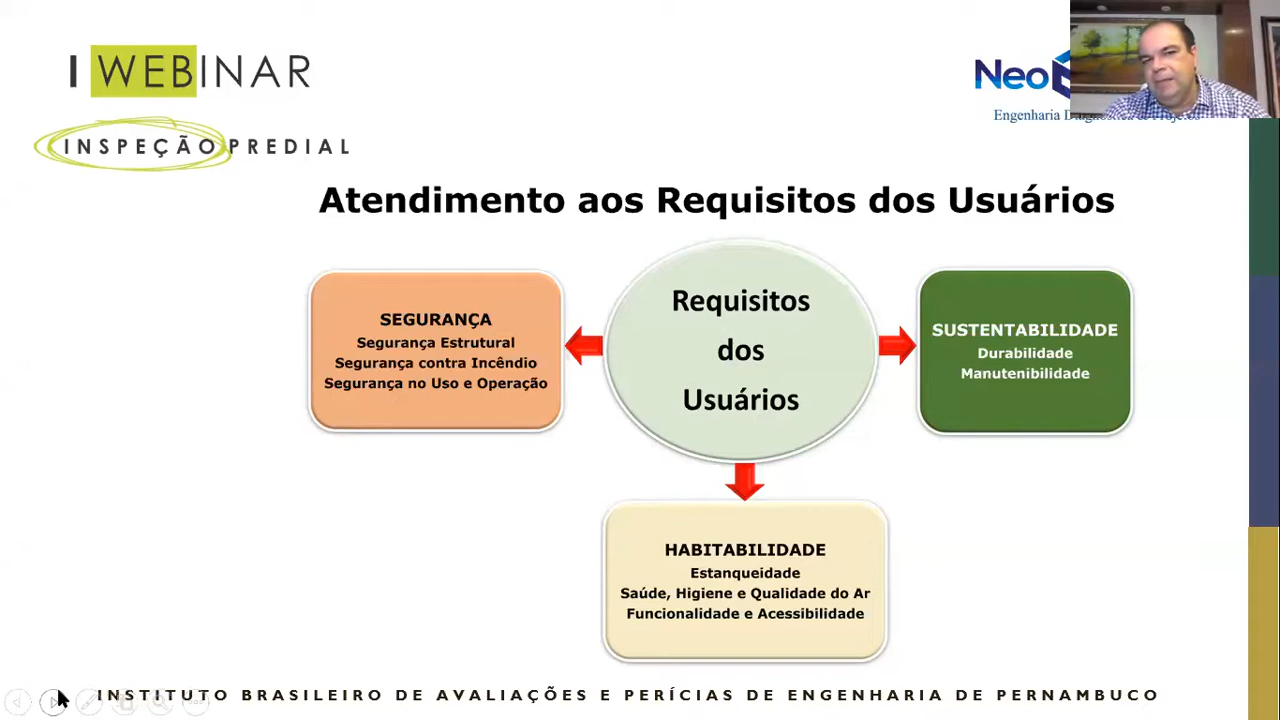 I WEBINAR
INSPEÇÃO PREDIAL
Neo
Engenharia
Atendimento aos Requisitos dos Usuários
SEGURANÇA
Segurança Estrutural
Segurança contra Incêndio
Segurança no Uso e Operação
Requisitos
dos
Usuários
SUSTENTABILIDADE
Durabilidade
Manutenibilidade
HABITABILIDADE
Estanqueidade
Saúde, Higiene e Qualidade do Ar
Funcionalidade e Acessibilidade
INSTITUTO BRASILEIRO DE AVALIAÇÕES E PERÍCIAS DE ENGENHARIA DE PERNAMBUCO